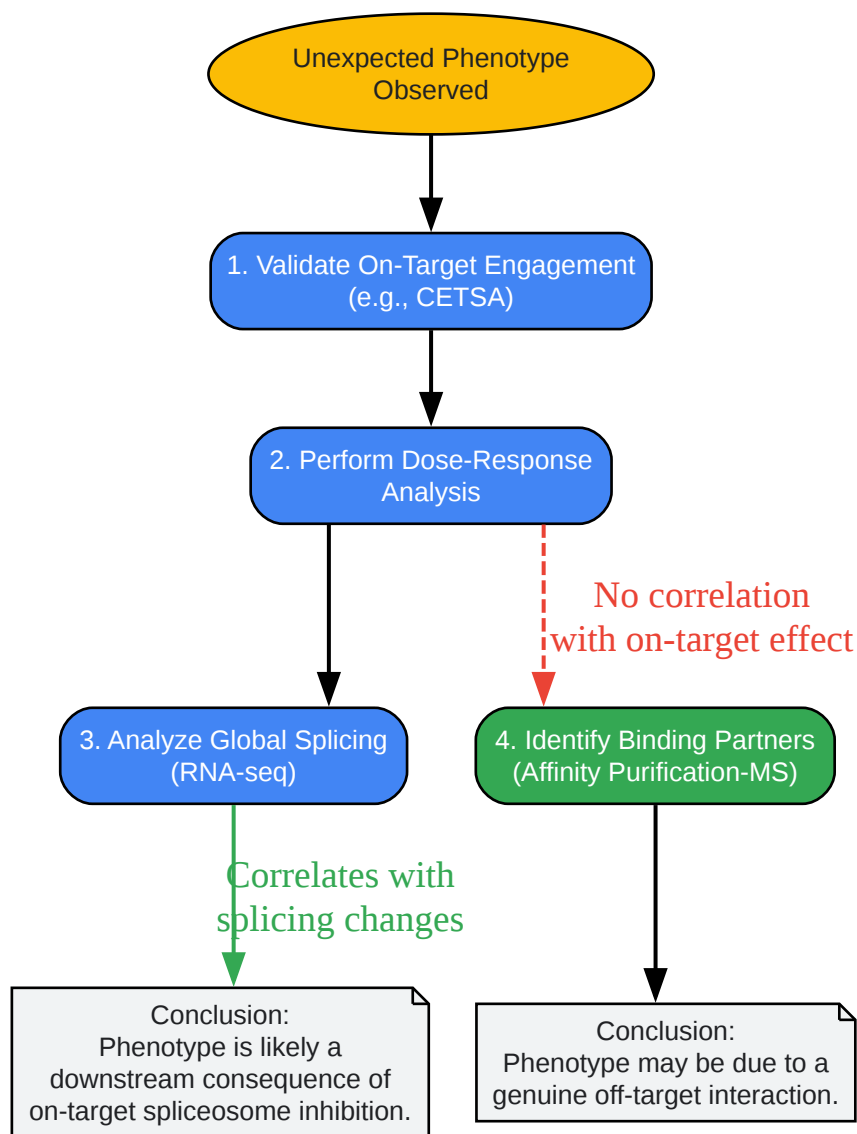 Unexpected Phenotype
Observed
1. Validate On-Target Engagement
(e.g., CETSA)
2. Perform Dose-Response
Analysis
No correlation
with on-target effect
3. Analyze Global Splicing
(RNA-seq)
4. Identify Binding Partners
(Affinity Purification-MS)
Correlates with
splicing changes
Conclusion:
Phenotype is likely a
downstream consequence of
on-target spliceosome inhibition.
Conclusion:
Phenotype may be due to a
genuine off-target interaction.